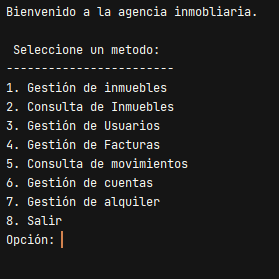 Bienvenido a la agencia inmobliaria.
Seleccione un metodo:
------------------------
1. Gestión de inmuebles
2. Consulta de Inmuebles
3. Gestión de Usuarios
4. Gestión de Facturas
5. Consulta de movimientos
6. Gestión de cuentas
7. Gestión de alquiler
8. Salir
Opción: